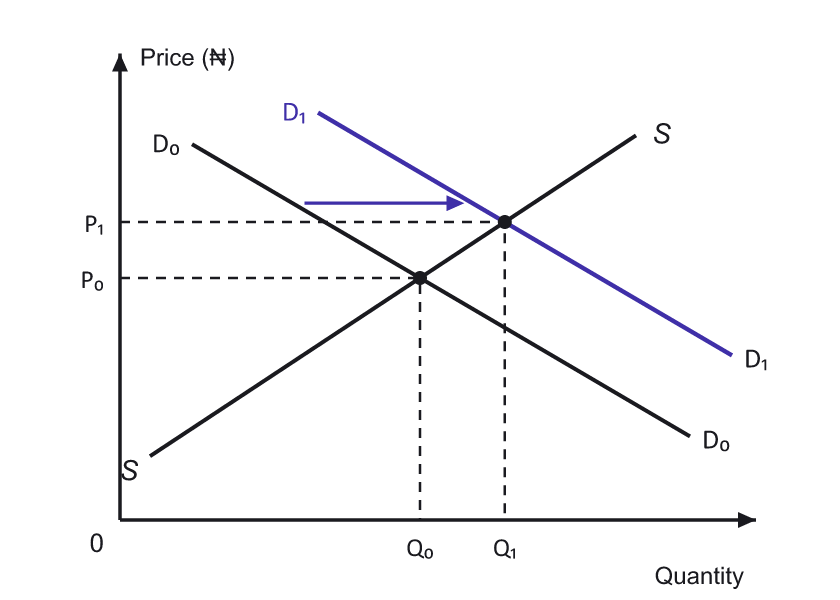 Price (₦)
D₁
S
D₀
P₁
P₀
D₁
D₀
S
0
Q₀
Q₁
Quantity